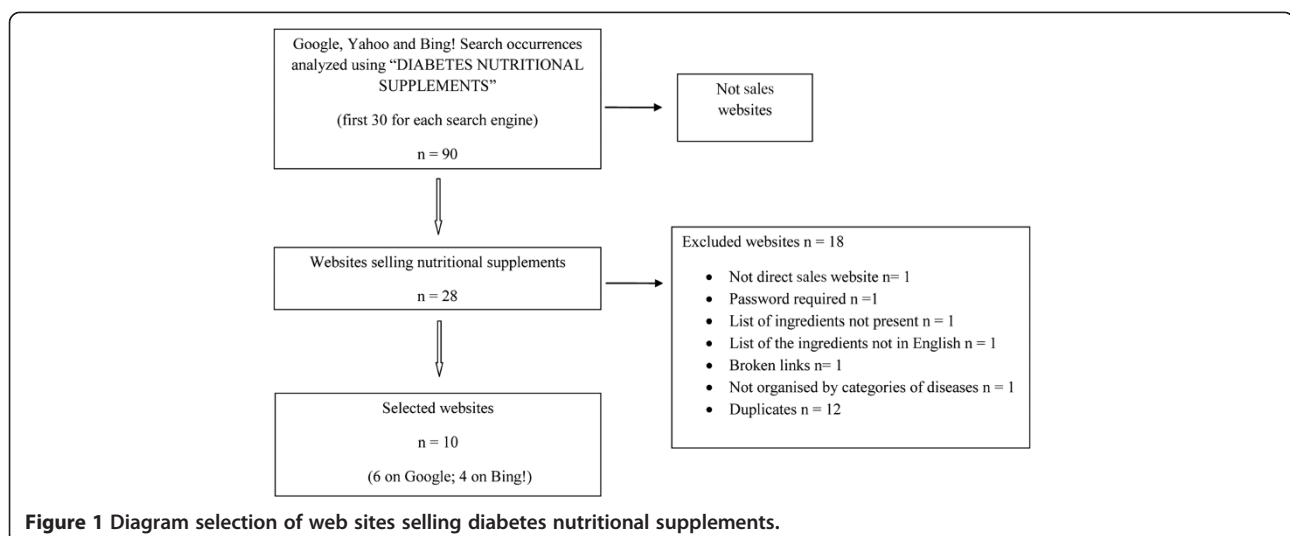 Google, Yahoo and Bing! Search occurrences
analyzed using “DIABETES NUTRITIONAL
SUPPLEMENTS”
(first 30 for each search engine)
n = 90
Not sales
websites
Websites selling nutritional supplements
n = 28
Excluded websites n = 18
• Not direct sales website n= 1
• Password required n =1
• List of ingredients not present n = 1
• List of the ingredients not in English n = 1
• Broken links n= 1
• Not organised by categories of diseases n = 1
• Duplicates n = 12
Selected websites
n = 10
(6 on Google; 4 on Bing!)
Figure 1 Diagram selection of web sites selling diabetes nutritional supplements.